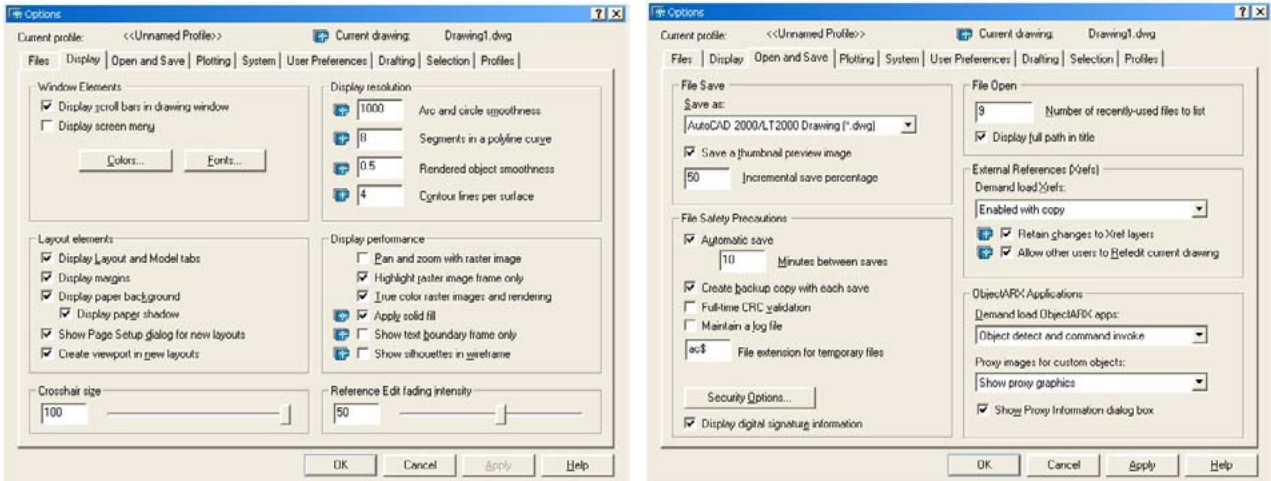 Options
Current profile: <<Unnamed Profile>> Current drawing: Drawing1.dwg
Files Display Open and Save Plotting System User Preferences Drafting Selection Profiles
Window Elements
Display scroll bars in drawing window
Display screen menu
Colors... Fonts...
Display resolution
1000 Arc and circle smoothness
8 Segments in a polyline curve
0.5 Rendered object smoothness
4 Contour lines per surface
Layout elements
Display Layout and Model tabs
Display margins
Display paper background
Display paper shadow
Show Page Setup dialog for new layouts
Create viewport in new layouts
Display performance
Pan and zoom with raster image
Highlight raster image frame only
True color raster images and rendering
Apply solid fill
Show text boundary frame only
Show silhouettes in wireframe
Crosshair size
100
Reference Edit fading intensity
50
OK Cancel Apply Help
Options
Current profile: <<Unnamed Profile>> Current drawing: Drawing1.dwg
Files Display Open and Save Plotting System User Preferences Drafting Selection Profiles
File Save
Save as:
AutoCAD 2000/LT2000 Drawing (*.dwg)
Save a thumbnail preview image
50 Incremental save percentage
File Safety Precautions
Automatic save
10 Minutes between saves
Create backup copy with each save
Full-time CRC validation
Maintain a log file
ac$ File extension for temporary files
Security Options...
Display digital signature information
File Open
9 Number of recently-used files to list
Display full path in title
External References (Xrefs)
Demand load Xrefs:
Enabled with copy
Retain changes to Xref layers
Allow other users to Refedit current drawing
ObjectARX Applications
Demand load ObjectARX apps:
Object detect and command invoke
Proxy images for custom objects:
Show proxy graphics
Show Proxy Information dialog box
OK Cancel Apply Help